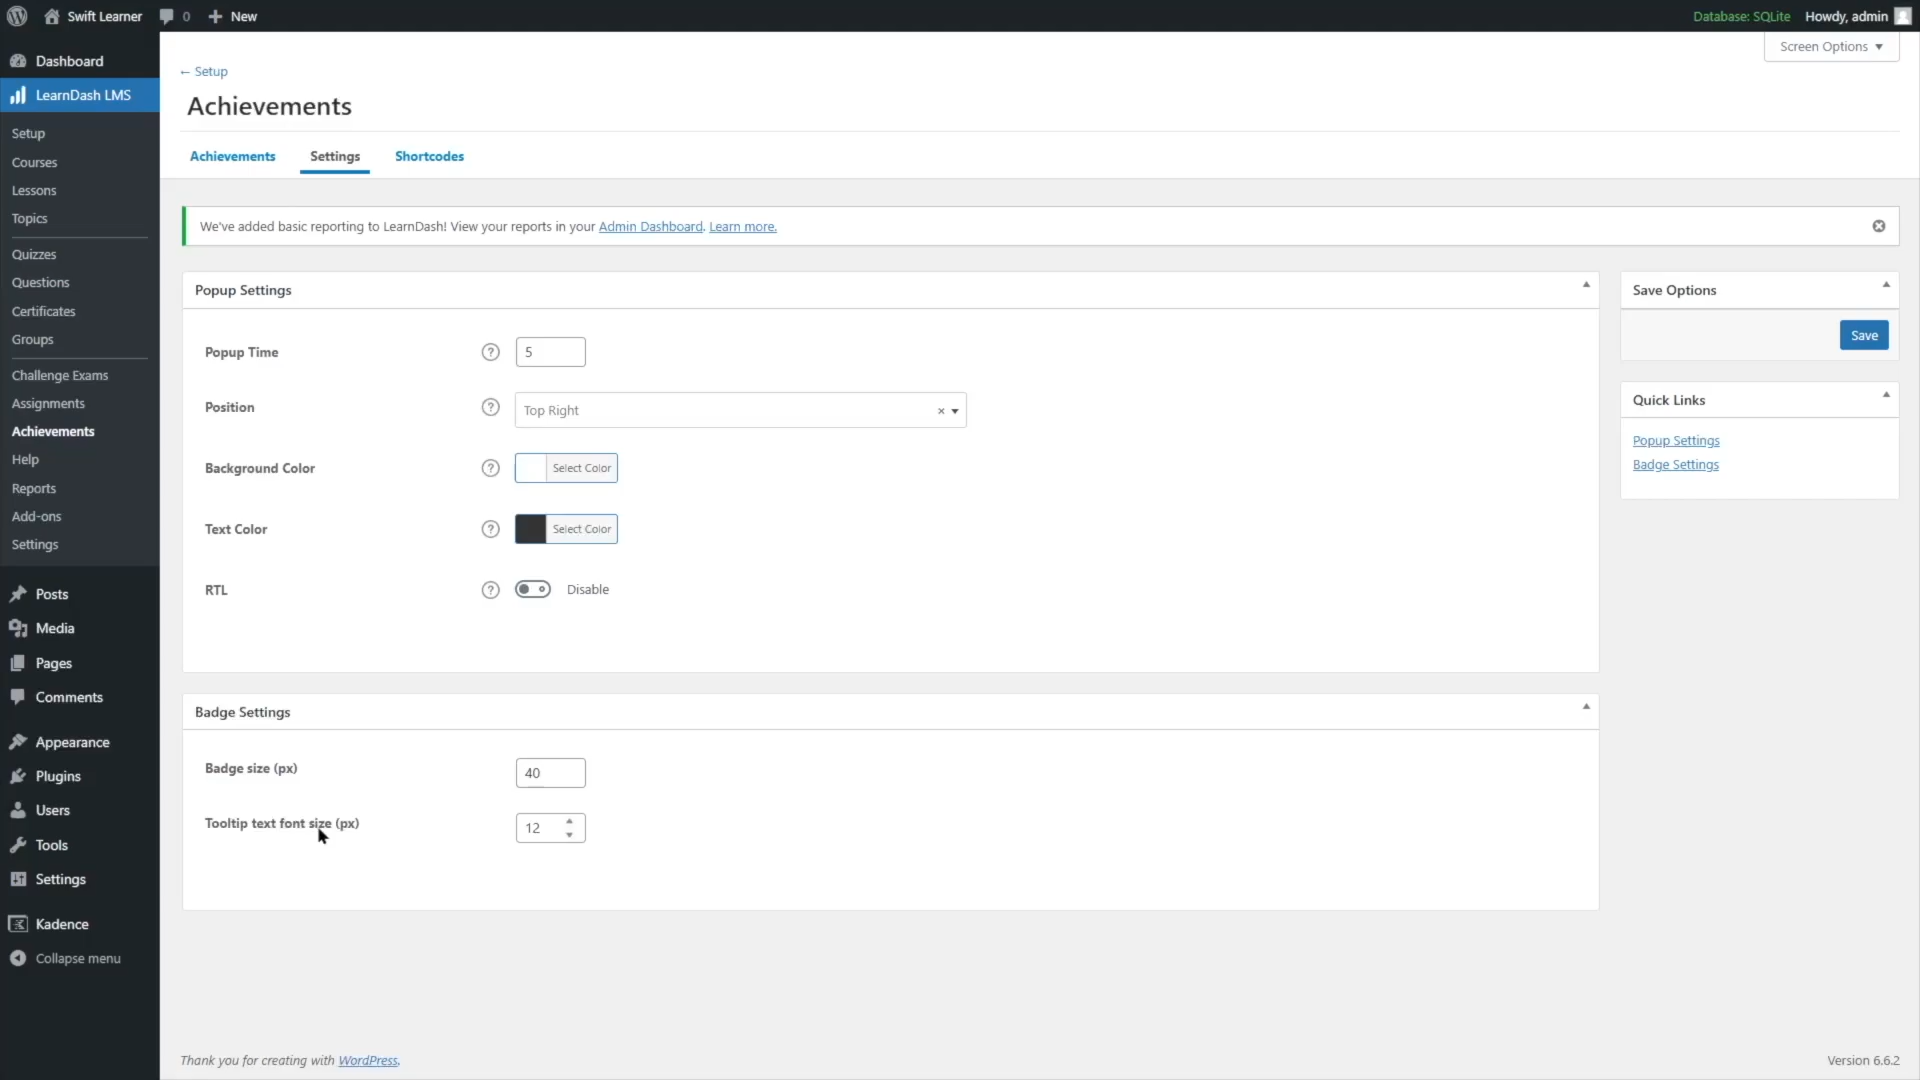 Swift Learner
0
New
Database: SQLite
Howdy, admin
Dashboard
LearnDash LMS
Setup
Courses
Lessons
Topics
Quizzes
Questions
Certificates
Groups
Challenge Exams
Assignments
Achievements
Help
Reports
Add-ons
Settings
Posts
Media
Pages
Comments
Appearance
Plugins
Users
Tools
Settings
Kadence
Collapse menu
Screen Options
← Setup
Achievements
Achievements
Settings
Shortcodes
We've added basic reporting to LearnDash! View your reports in your Admin Dashboard. Learn more.
Popup Settings
Popup Time
5
Position
Top Right
Background Color
Select Color
Text Color
Select Color
RTL
Disable
Badge Settings
Badge size (px)
40
Tooltip text font size (px)
12
Save Options
Save
Quick Links
Popup Settings
Badge Settings
Thank you for creating with WordPress.
Version 6.6.2